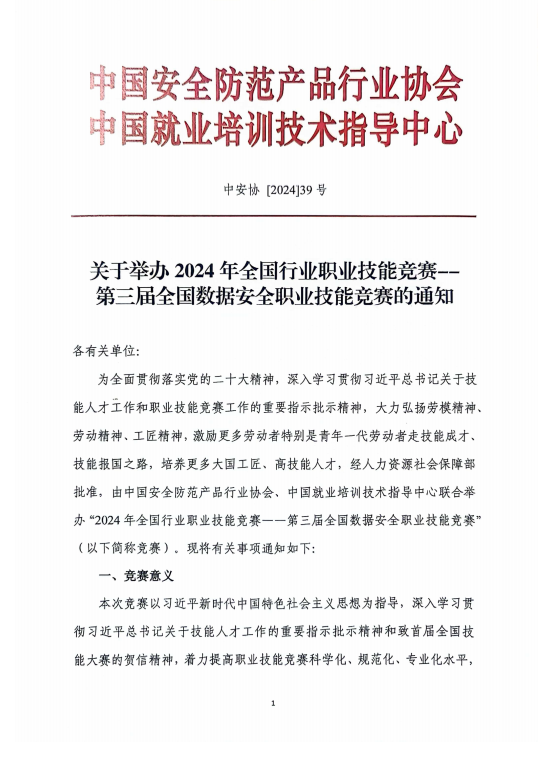 中国安全防范产品行业协会
中国就业培训技术指导中心
中安协 [2024]39 号
关于举办 2024 年全国行业职业技能竞赛--
第三届全国数据安全职业技能竞赛的通知
各有关单位：
为全面贯彻落实党的二十大精神，深入学习贯彻习近平总书记关于技
能人才工作和职业技能竞赛工作的重要指示批示精神，大力弘扬劳模精神、
劳动精神、工匠精神，激励更多劳动者特别是青年一代劳动者走技能成才、
技能报国之路，培养更多大国工匠、高技能人才，经人力资源社会保障部
批准，由中国安全防范产品行业协会、中国就业培训技术指导中心联合举
办“2024 年全国行业职业技能竞赛——第三届全国数据安全职业技能竞赛”
（以下简称竞赛）。现将有关事项通知如下：
一、竞赛意义
本次竞赛以习近平新时代中国特色社会主义思想为指导，深入学习贯
彻习近平总书记关于技能人才工作的重要指示批示精神和致首届全国技
能大赛的贺信精神，着力提高职业技能竞赛科学化、规范化、专业化水平，
1